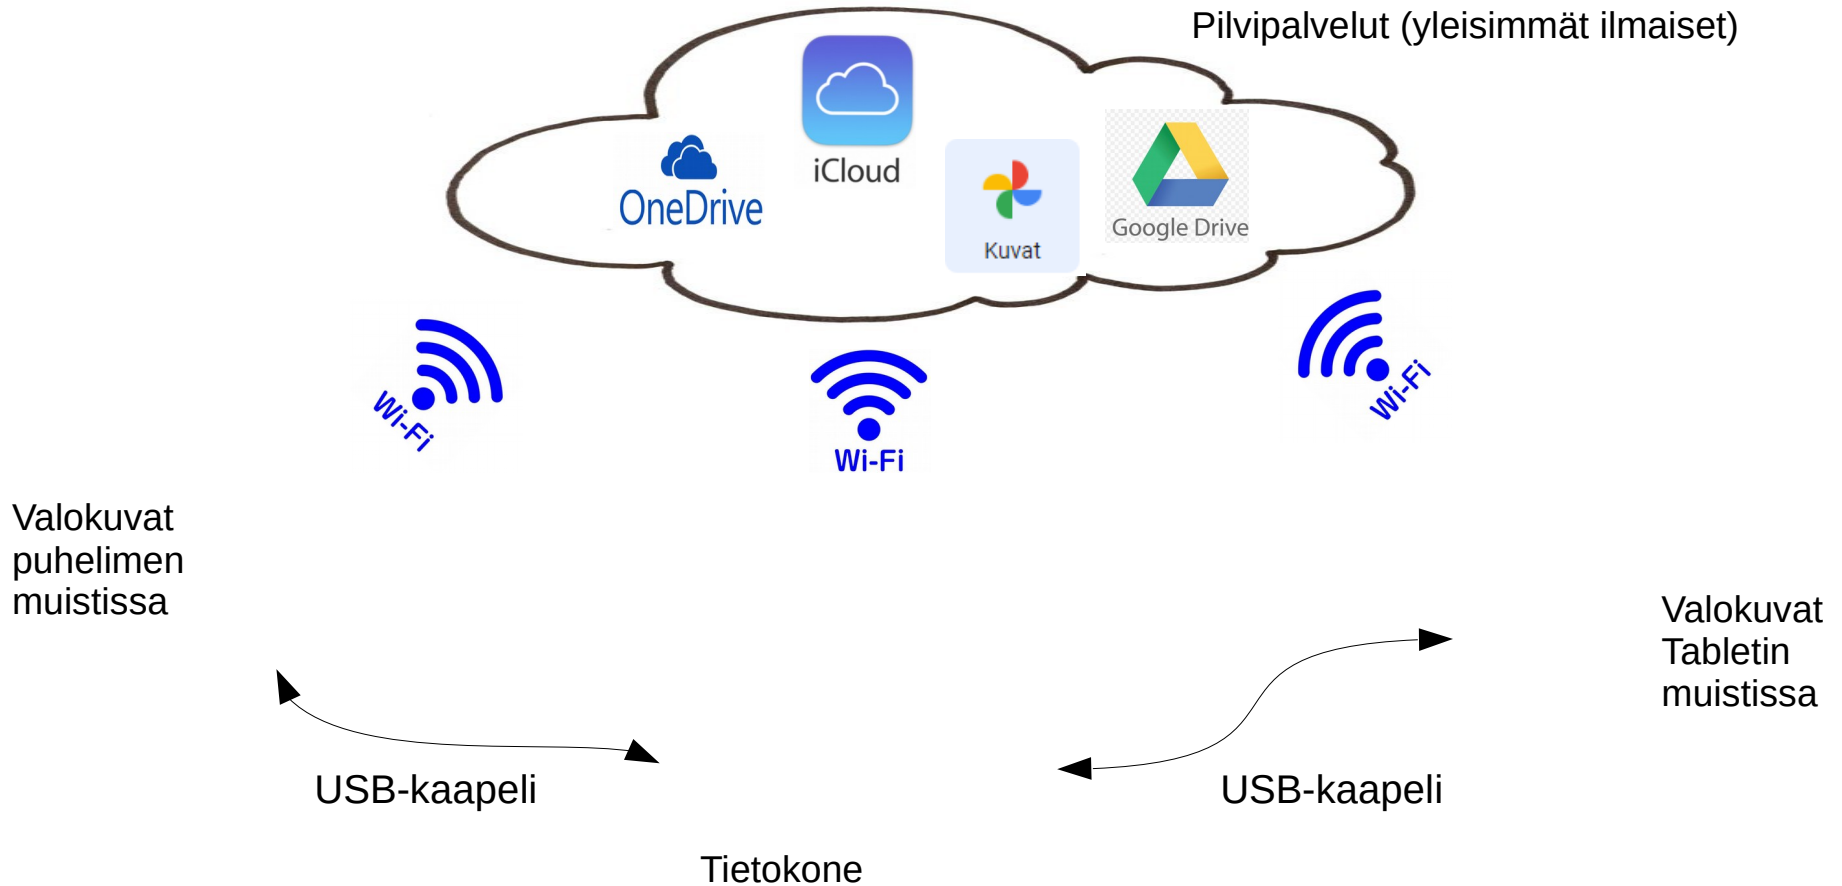 Pilvipalvelut (yleisimmät ilmaiset)
iCloud
OneDrive
Kuvat
Google Drive
Wi-Fi
Wi-Fi
Wi-Fi
Valokuvat
puhelimen
muistissa
Valokuvat
Tabletin
muistissa
USB-kaapeli
USB-kaapeli
Tietokone